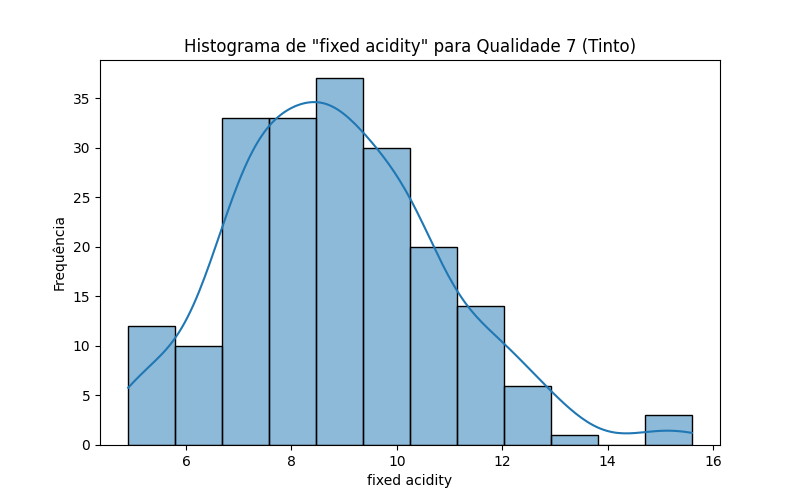 Histograma de "fixed acidity" para Qualidade 7 (Tinto)
Frequência
35
30
25
20
15
10
5
0
6 8 10 12 14 16
fixed acidity